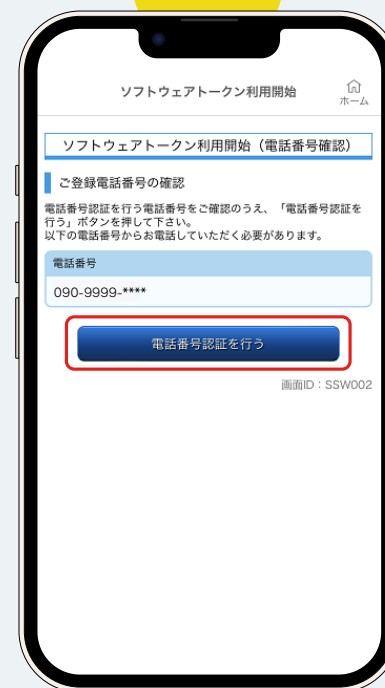 ソフトウェアトークン利用開始
ホーム
ソフトウェアトークン利用開始（電話番号確認）
ご登録電話番号の確認
電話番号認証を行う電話番号をご確認のうえ、「電話番号認証を
行う」ボタンを押して下さい。
以下の電話番号からお電話していただく必要があります。
電話番号
090-9999-****
電話番号認証を行う
画面ID：SSW002